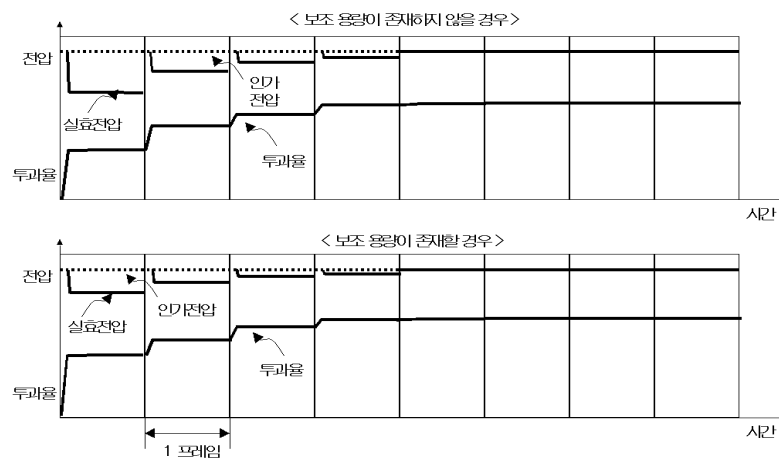 < 보조 용량이 존재하지 않을 경우 >
전압
인가
전압
실효전압
투과율
투과율
시간
< 보조 용량이 존재할 경우 >
전압
인가전압
실효전압
투과율
투과율
시간
1 프레임